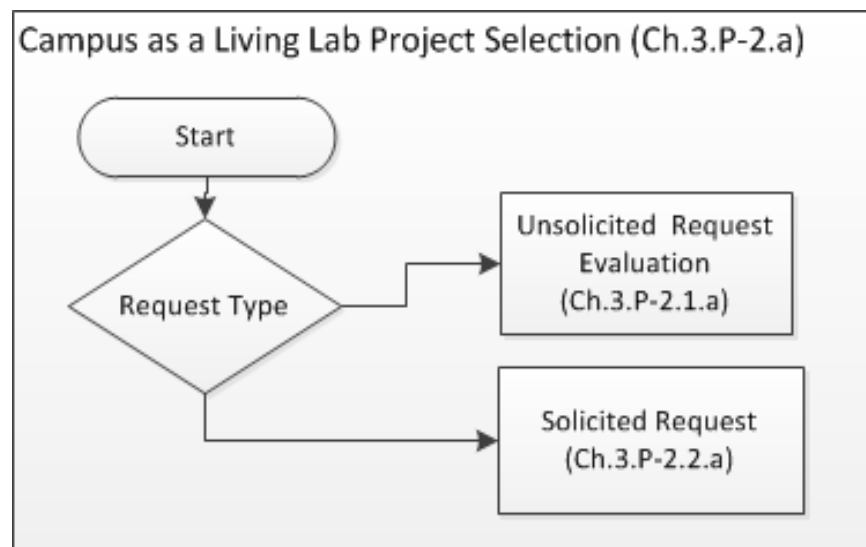 Campus as a Living Lab Project Selection (Ch.3.P-2.a)
Start
Request Type
Unsolicited Request
Evaluation
(Ch.3.P-2.1.a)
Solicited Request
(Ch.3.P-2.2.a)